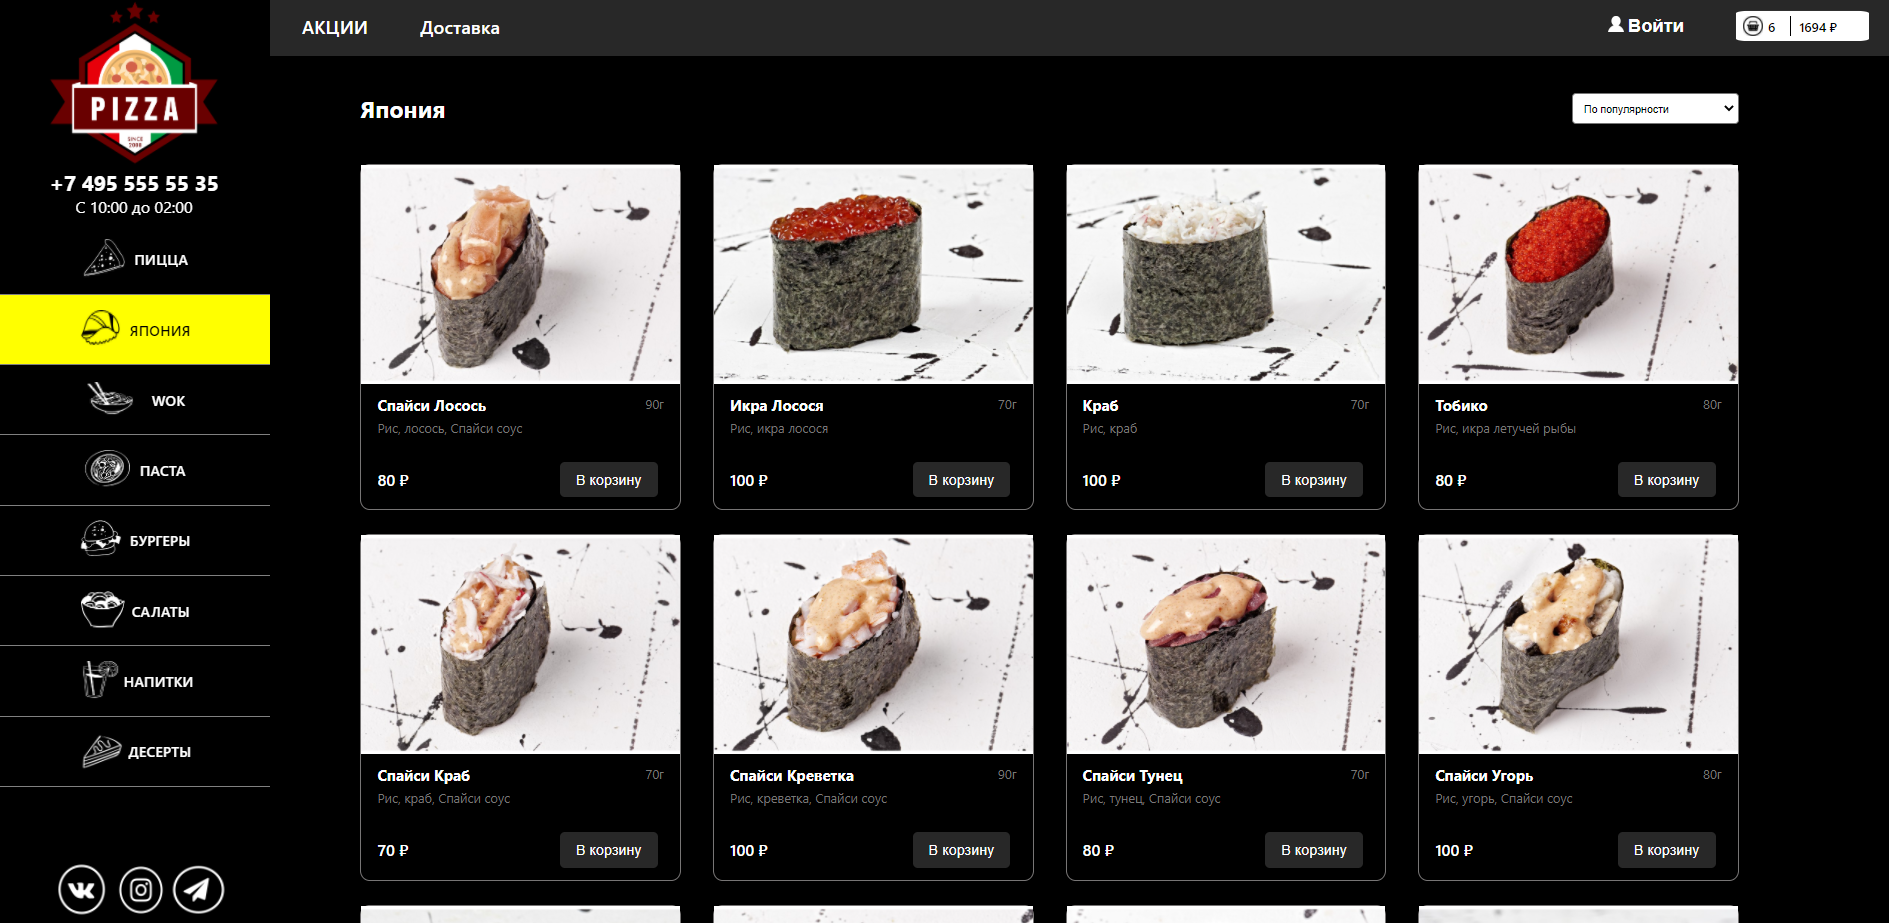 PIZZA
SINCE
2008
+7 495 555 55 35
С 10:00 до 02:00
ПИЦЦА
ЯПОНИЯ
WOK
ПАСТА
БУРГЕРЫ
САЛАТЫ
НАПИТКИ
ДЕСЕРТЫ
АКЦИИ Доставка Войти 6 1694 ₽
Япония По популярности
Спайси Лосось 90г
Рис, лосось, Спайси соус
80 ₽ В корзину
Икра Лосося 70г
Рис, икра лосося
100 ₽ В корзину
Краб 70г
Рис, краб
100 ₽ В корзину
Тобико 80г
Рис, икра летучей рыбы
80 ₽ В корзину
Спайси Краб 70г
Рис, краб, Спайси соус
70 ₽ В корзину
Спайси Креветка 90г
Рис, креветка, Спайси соус
100 ₽ В корзину
Спайси Тунец 70г
Рис, тунец, Спайси соус
80 ₽ В корзину
Спайси Угорь 80г
Рис, угорь, Спайси соус
100 ₽ В корзину